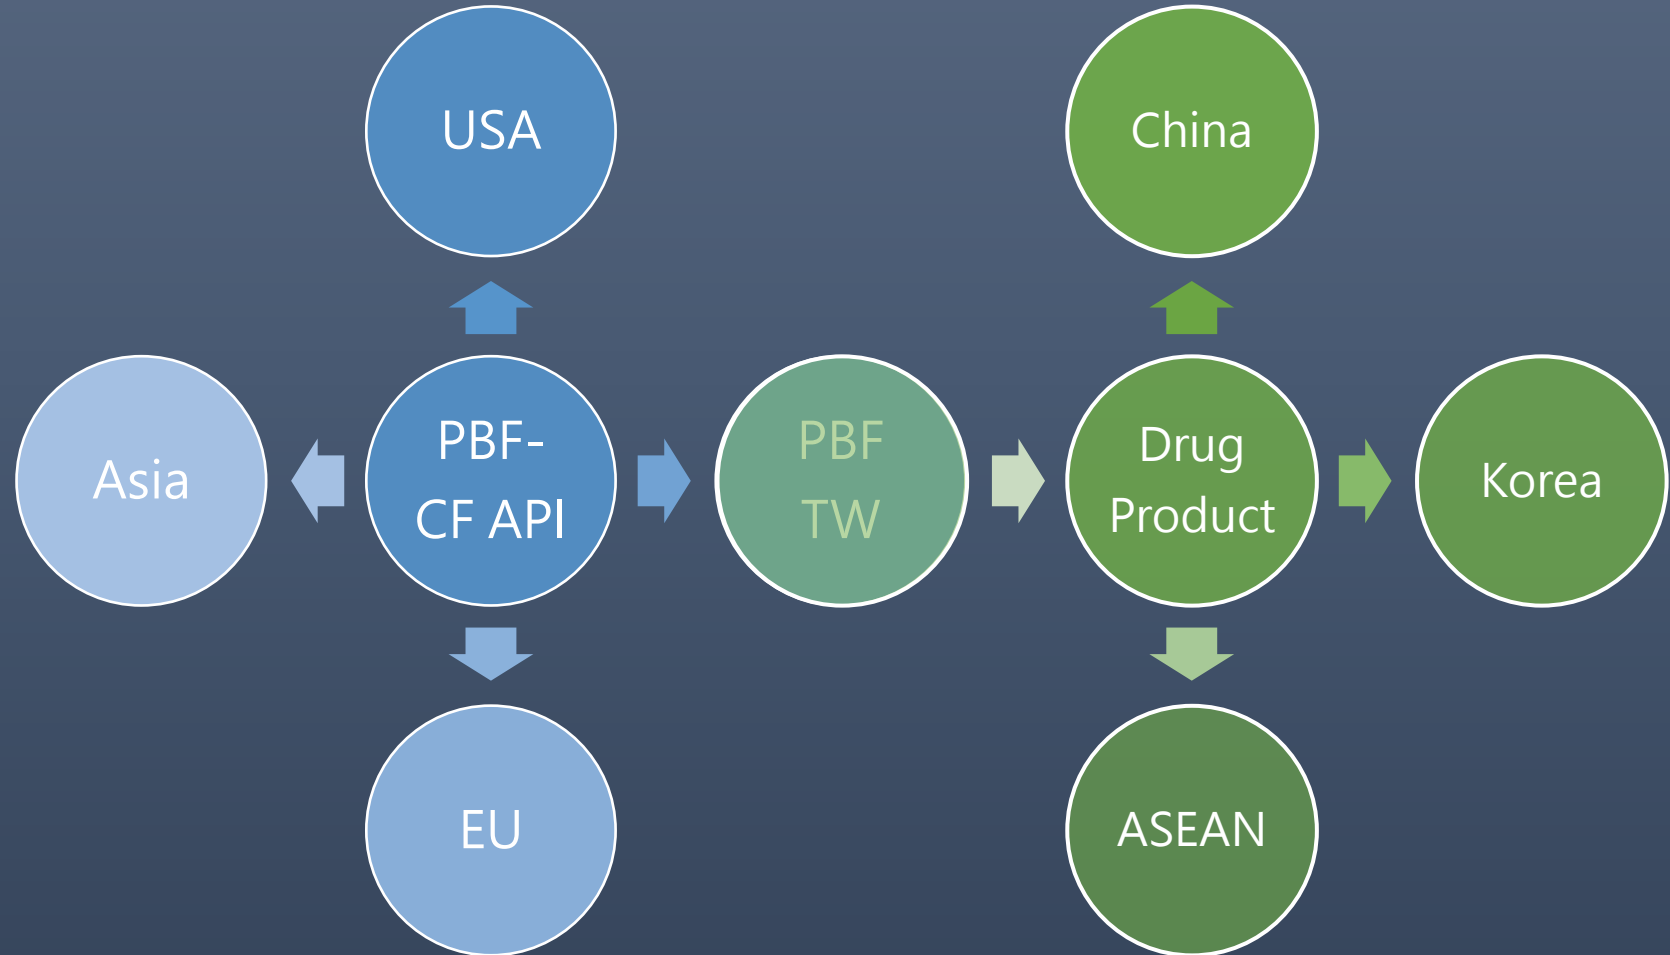 USA
China
Asia
PBF-
CF API
PBF
TW
Drug
Product
Korea
EU
ASEAN